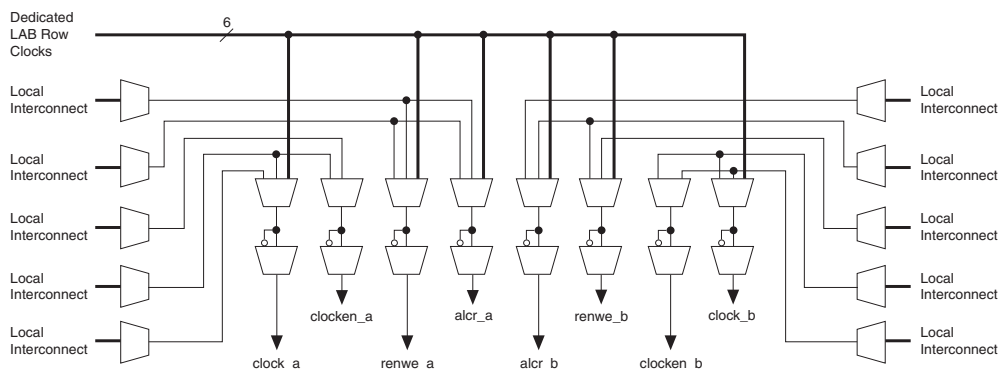 Dedicated
LAB Row
Clocks
6
Local
Interconnect
Local
Interconnect
Local
Interconnect
Local
Interconnect
Local
Interconnect
Local
Interconnect
Local
Interconnect
Local
Interconnect
Local
Interconnect
Local
Interconnect
clocken_a
alcr_a
renwe_b
clock_b
clock_a
renwe_a
alcr_b
clocken_b